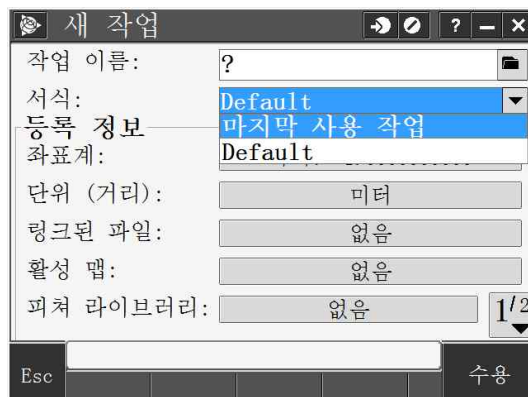 새 작업
? – X
작업 이름: ?
서식: Default
마지막 사용 작업
Default
등록 정보
좌표계:
단위 (거리): 미터
링크된 파일: 없음
활성 맵: 없음
피쳐 라이브러리: 없음
1/2
Esc 수용